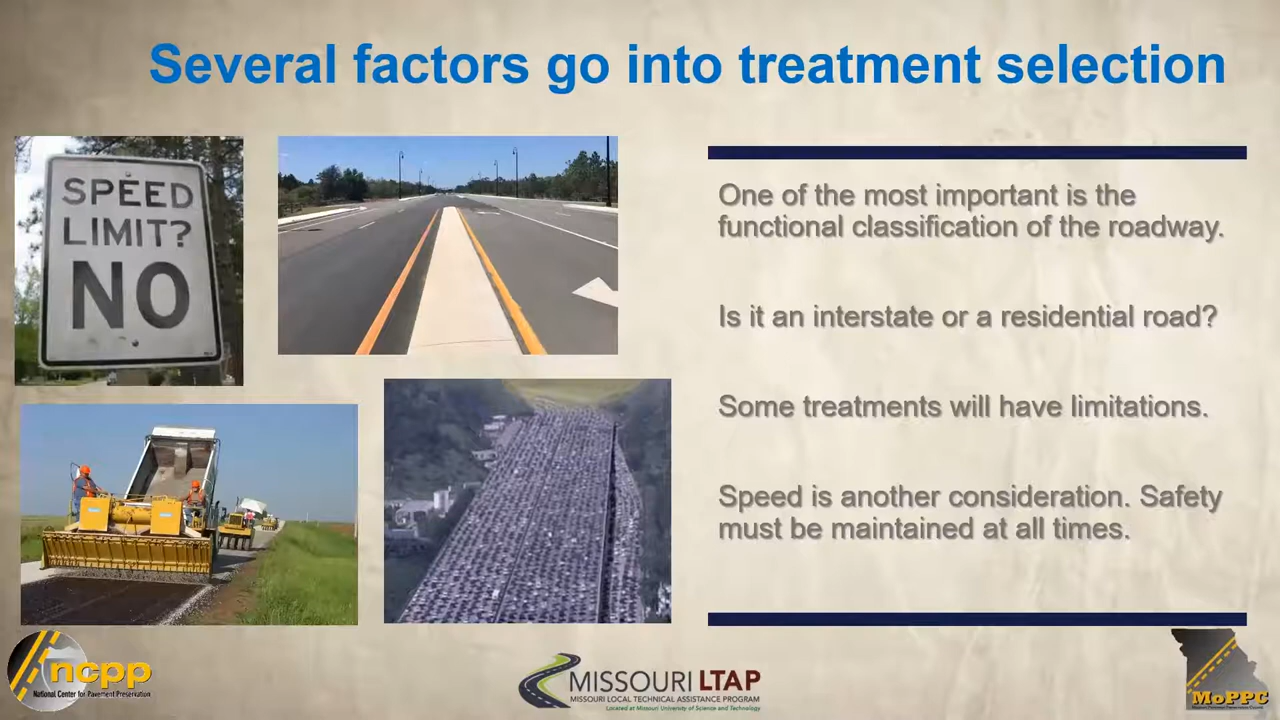 Several factors go into treatment selection
SPEED
LIMIT?
NO
One of the most important is the
functional classification of the roadway.
Is it an interstate or a residential road?
Some treatments will have limitations.
Speed is another consideration. Safety
must be maintained at all times.
ncpp
National Center for Pavement Preservation
MISSOURI LTAP
MISSOURI LOCAL TECHNICAL ASSISTANCE PROGRAM
Located at Missouri University of Science and Technology
MoPPC